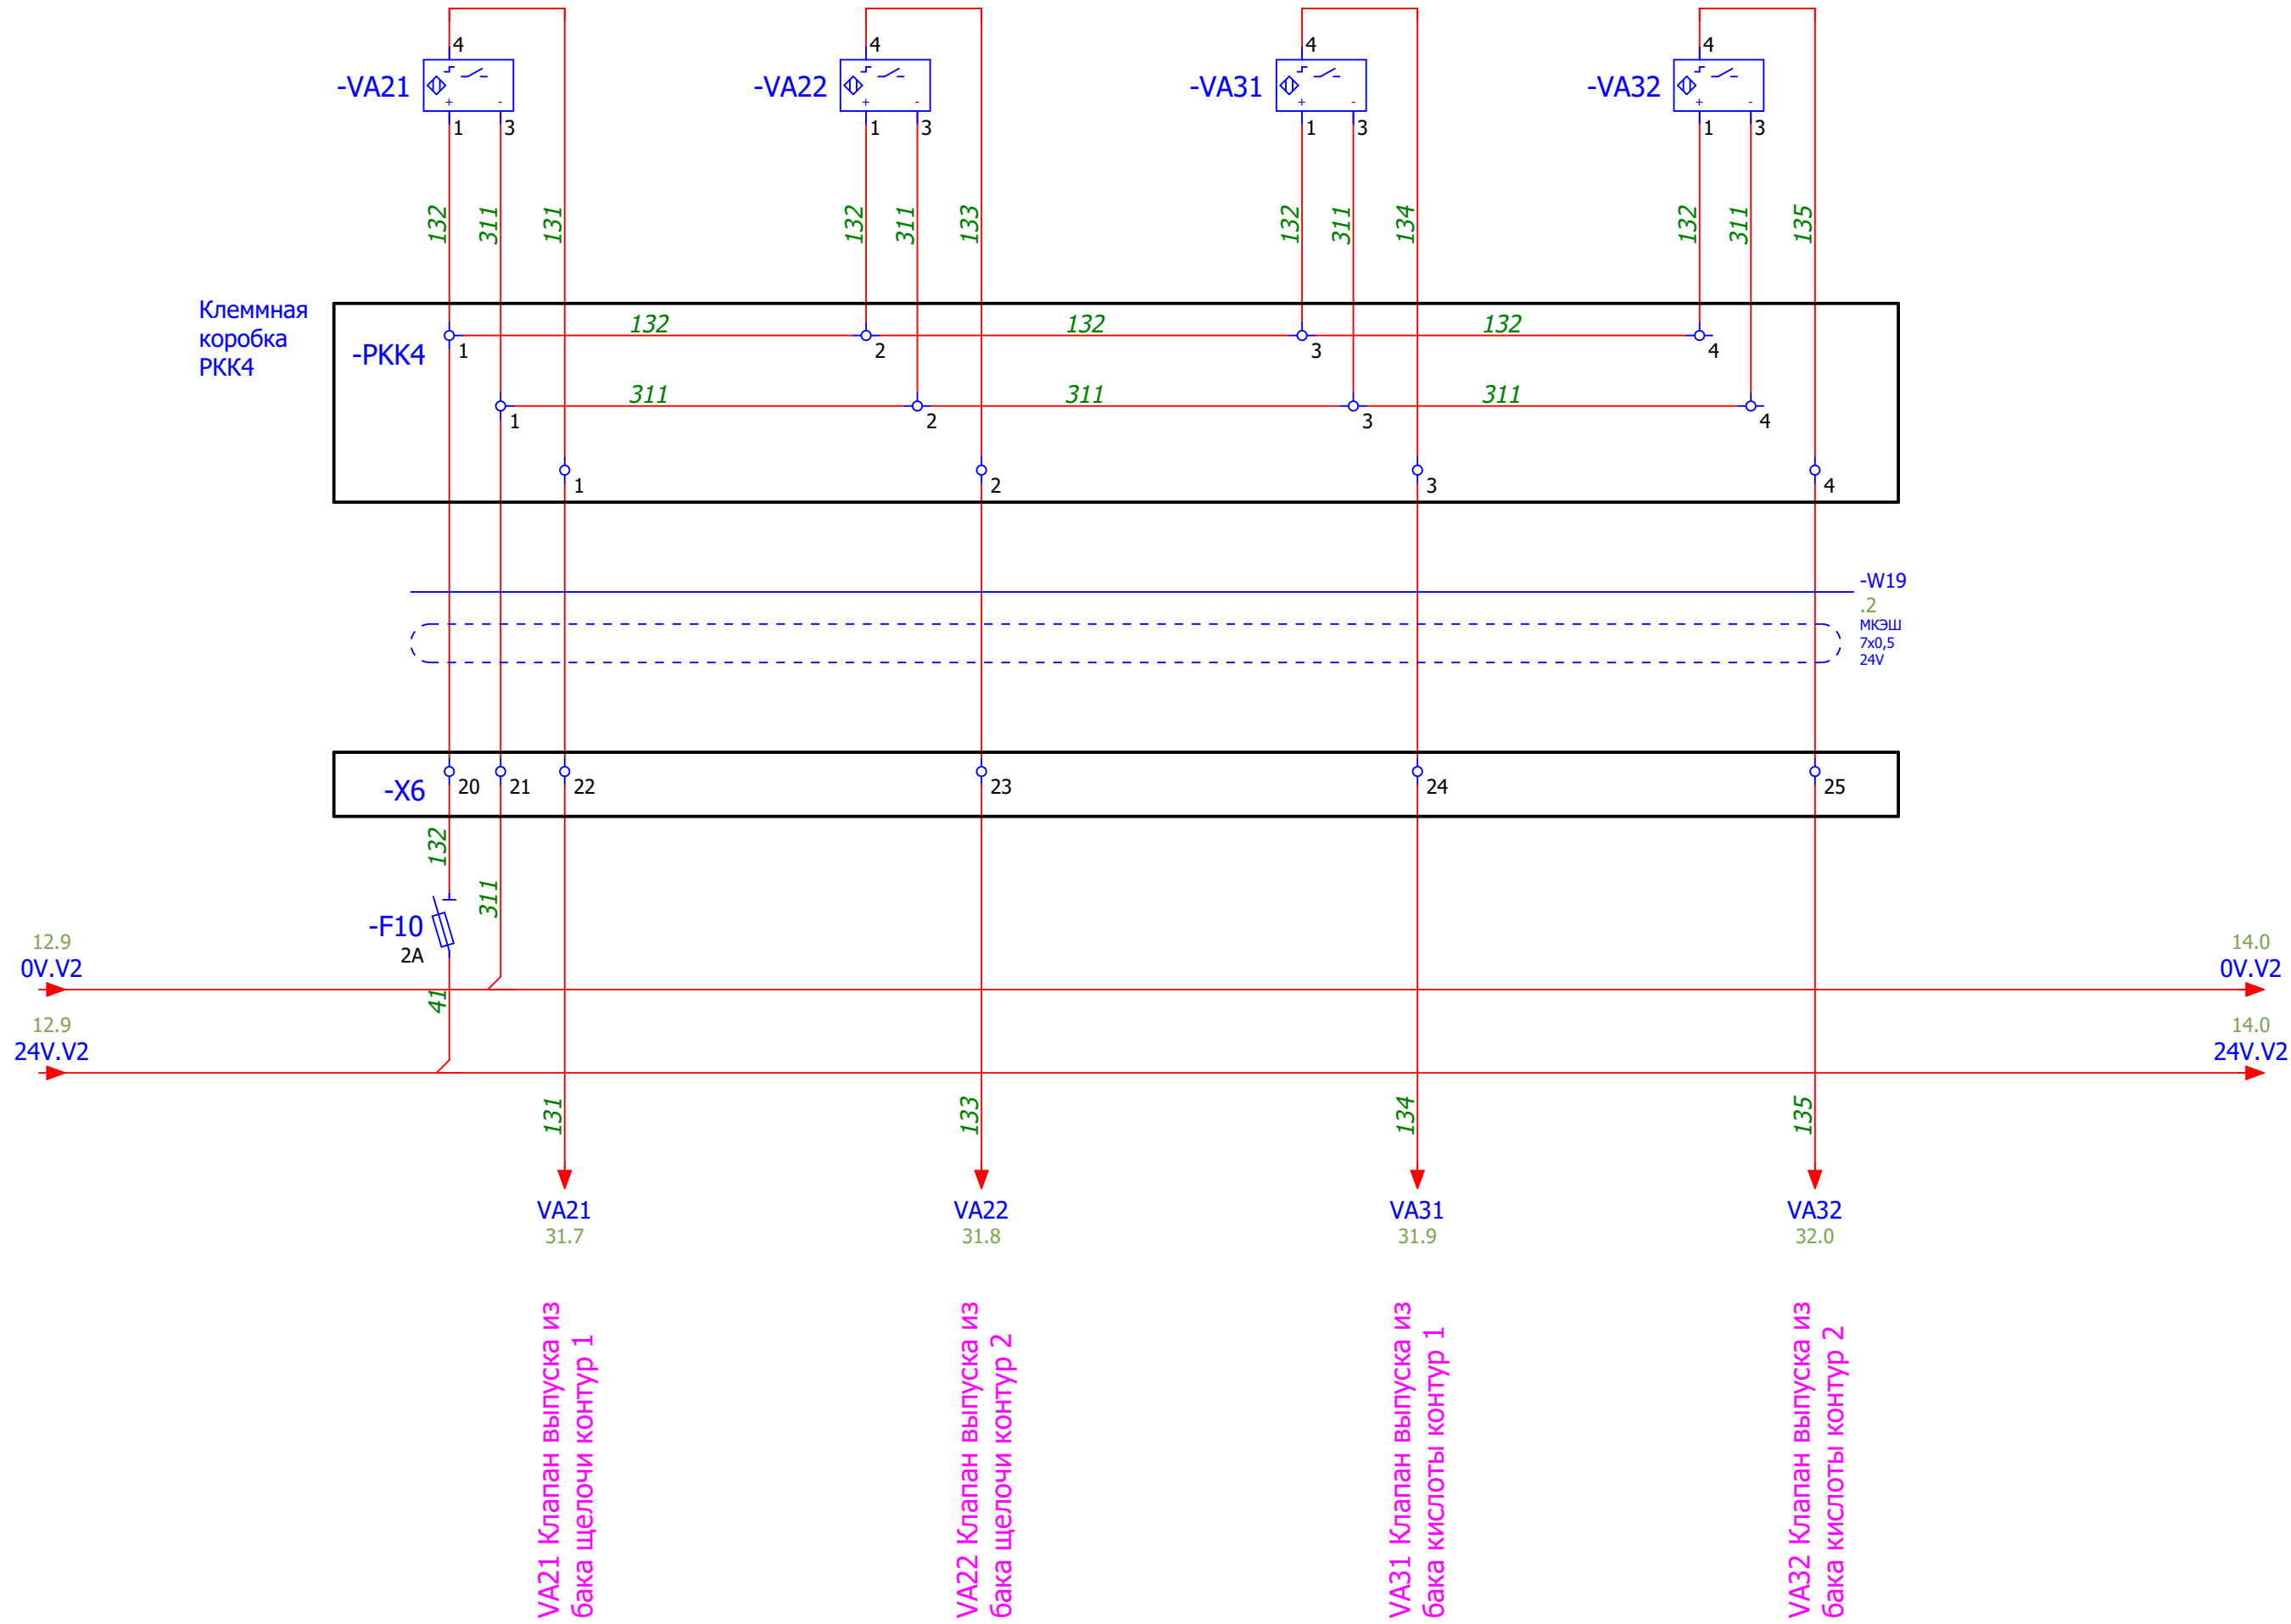 4
4
4
4
-VA21
-VA22
-VA31
-VA32
+ -
+ -
+ -
+ -
1 3
1 3
1 3
1 3
132 311 131
132 311 133
132 311 134
132 311 135
Клеммная
коробка
РКК4
-РКК4
132
132
132
1
2
3
4
311
311
311
1
2
3
4
1
2
3
4
-W19
.2
МКЭШ
7x0,5
24V
-X6
20
21
22
23
24
25
132
311
-F10
2A
12.9
0V.V2
14.0
0V.V2
41
12.9
24V.V2
14.0
24V.V2
131
133
134
135
VA21
31.7
VA22
31.8
VA31
31.9
VA32
32.0
VA21 Клапан выпуска из
бака щелочи контур 1
VA22 Клапан выпуска из
бака щелочи контур 2
VA31 Клапан выпуска из
бака кислоты контур 1
VA32 Клапан выпуска из
бака кислоты контур 2